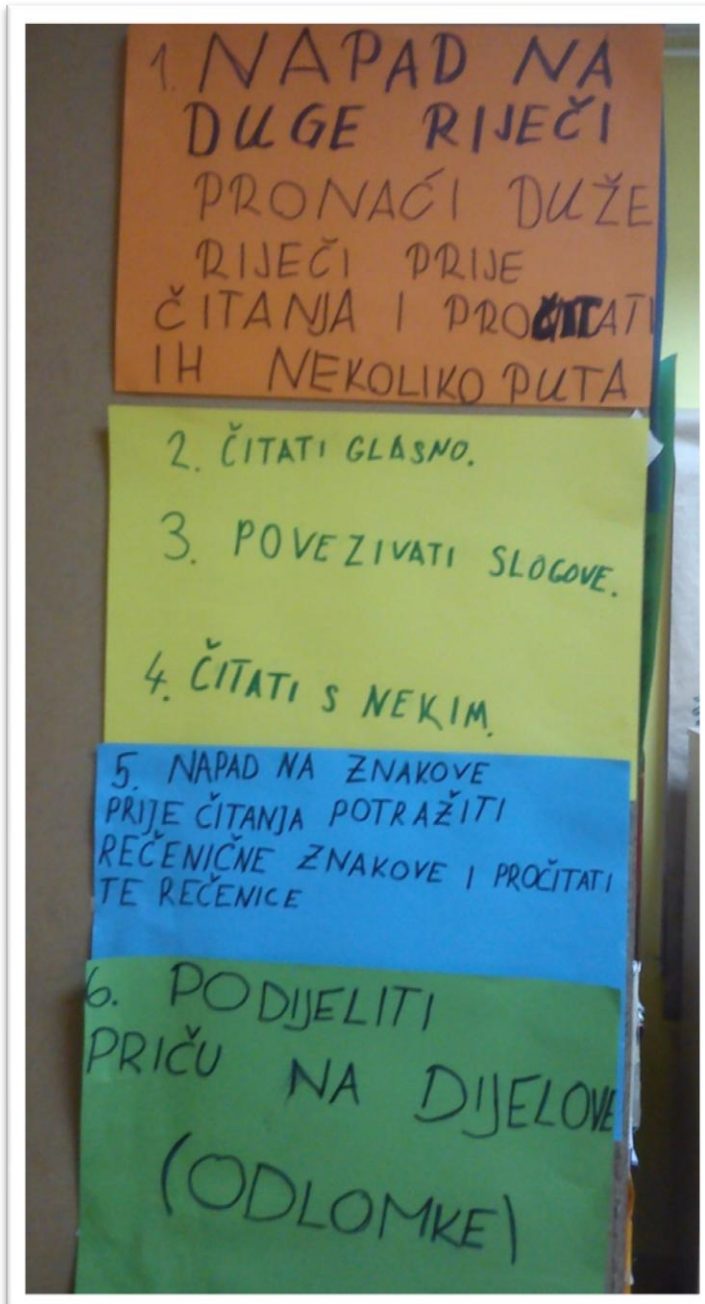 1. NAPAD NA
DUGE RIJEČI
PRONAĆI DUŽE
RIJEČI PRIJE
ČITANJA I PROČITATI
IH NEKOLIKO PUTA
2. ČITATI GLASNO.
3. POVEZIVATI SLOGOVE.
4. ČITATI S NEKIM.
5. NAPAD NA ZNAKOVE
PRIJE ČITANJA POTRAŽITI
REČENIČNE ZNAKOVE I PROČITATI
TE REČENICE
6. PODIJELITI
PRIČU NA DIJELOVE
(ODLOMKE)